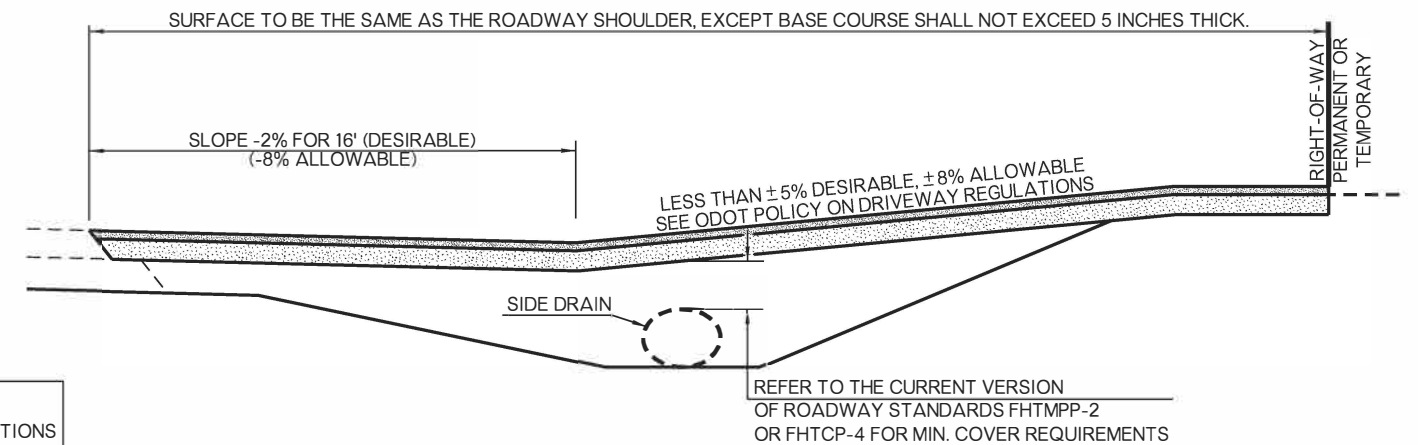 SURFACE TO BE THE SAME AS THE ROADWAY SHOULDER, EXCEPT BASE COURSE SHALL NOT EXCEED 5 INCHES THICK.
RIGHT-OF-WAY
PERMANENT OR
TEMPORARY
SLOPE -2% FOR 16' (DESIRABLE)
(-8% ALLOWABLE)
LESS THAN ±5% DESIRABLE, ±8% ALLOWABLE
SEE ODOT POLICY ON DRIVEWAY REGULATIONS
SIDE DRAIN
REFER TO THE CURRENT VERSION
OF ROADWAY STANDARDS FHTMPP-2
OR FHTCP-4 FOR MIN. COVER REQUIREMENTS
TIONS